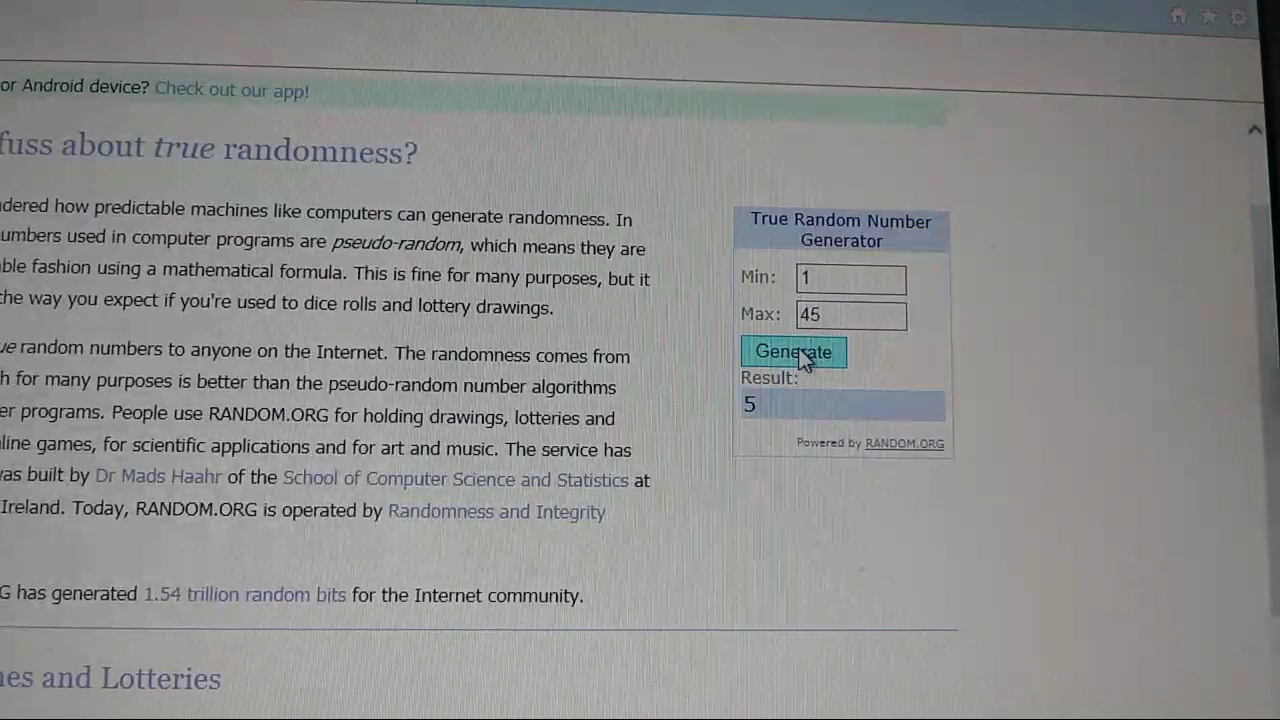 or Android device? Check out our app!
fuss about true randomness?
dered how predictable machines like computers can generate randomness. In
umbers used in computer programs are pseudo-random, which means they are
ble fashion using a mathematical formula. This is fine for many purposes, but it
the way you expect if you're used to dice rolls and lottery drawings.
ue random numbers to anyone on the Internet. The randomness comes from
h for many purposes is better than the pseudo-random number algorithms
er programs. People use RANDOM.ORG for holding drawings, lotteries and
line games, for scientific applications and for art and music. The service has
as built by Dr Mads Haahr of the School of Computer Science and Statistics at
Ireland. Today, RANDOM.ORG is operated by Randomness and Integrity
G has generated 1.54 trillion random bits for the Internet community.
es and Lotteries
True Random Number
Generator
Min: 1
Max: 45
Generate
Result:
5
Powered by RANDOM.ORG